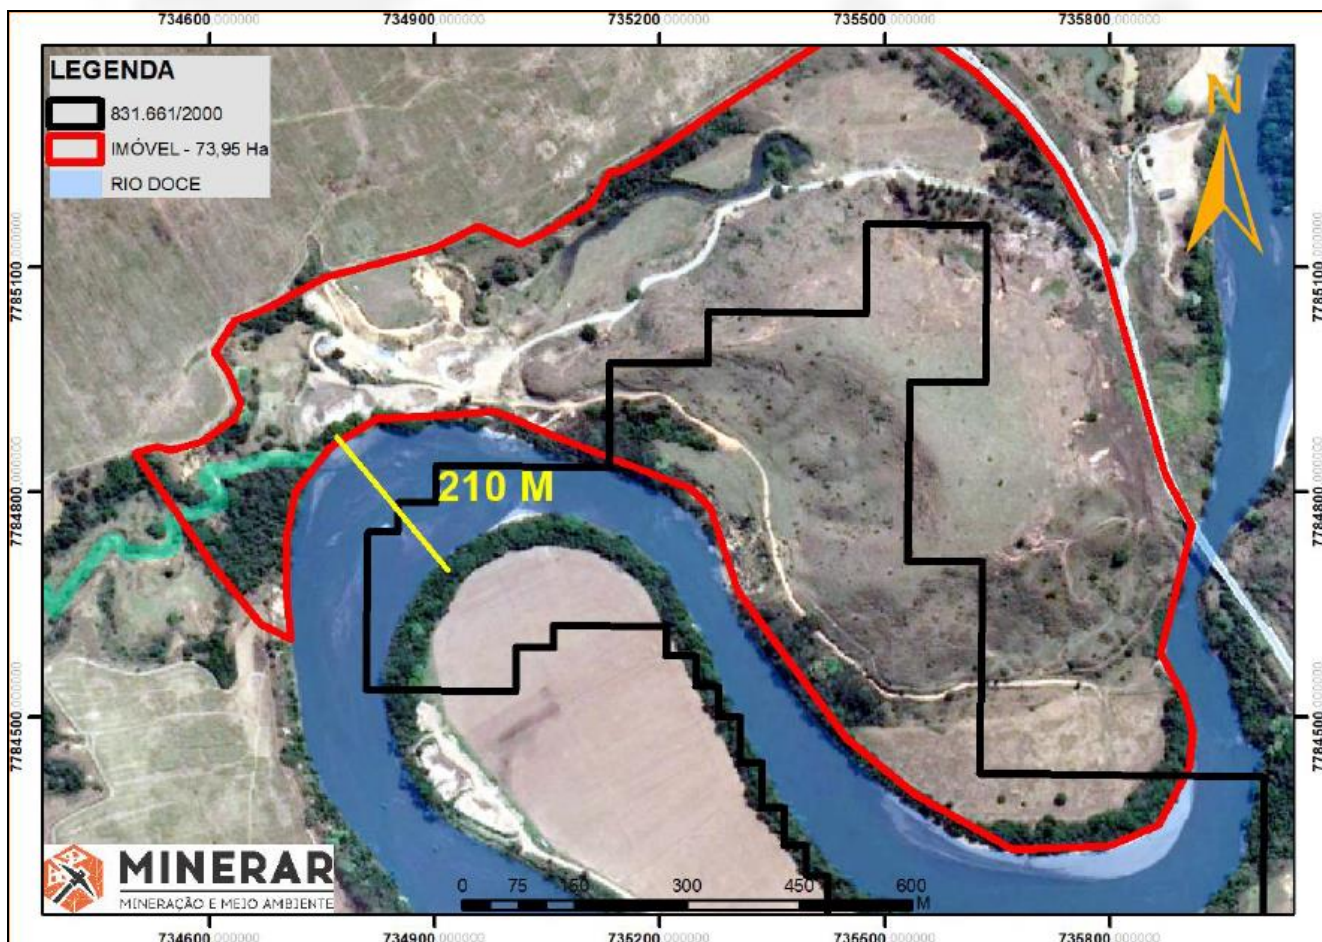 734600,000000 734900,000000 735200,000000 735500,000000 735800,000000
LEGENDA
831.661/2000
IMÓVEL - 73,95 Ha
RIO DOCE
N
7785100,000000
7785100,000000
210 M
7784800,000000
7784800,000000
7784500,000000
7784500,000000
MINERAR
MINERAÇÃO E MEIO AMBIENTE
0 75 150 300 450 600
M
734600,000000 734900,000000 735200,000000 735500,000000 735800,000000